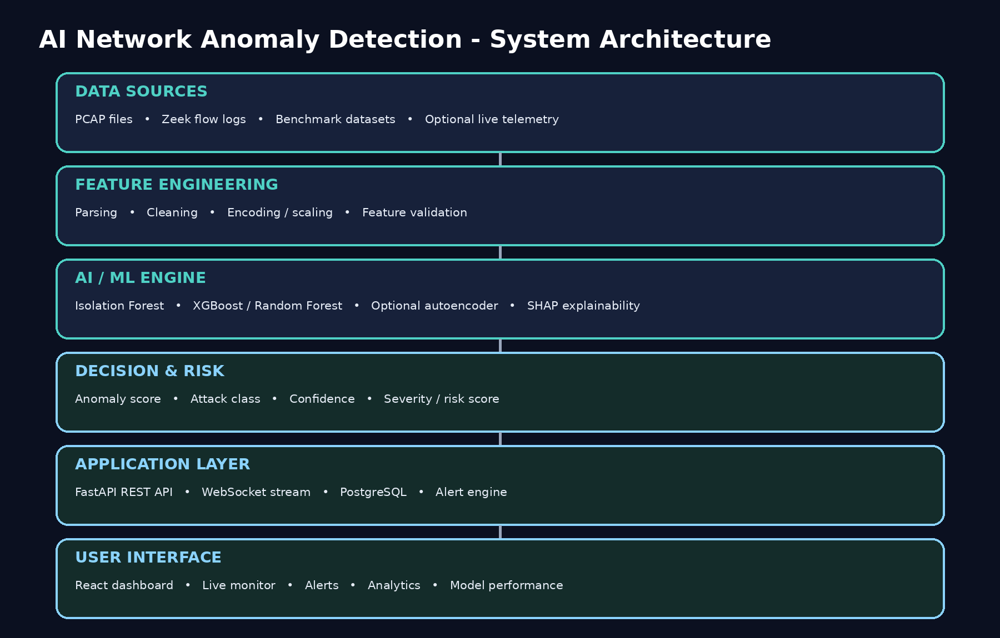 AI Network Anomaly Detection - System Architecture
DATA SOURCES
PCAP files • Zeek flow logs • Benchmark datasets • Optional live telemetry
FEATURE ENGINEERING
Parsing • Cleaning • Encoding / scaling • Feature validation
AI / ML ENGINE
Isolation Forest • XGBoost / Random Forest • Optional autoencoder • SHAP explainability
DECISION & RISK
Anomaly score • Attack class • Confidence • Severity / risk score
APPLICATION LAYER
FastAPI REST API • WebSocket stream • PostgreSQL • Alert engine
USER INTERFACE
React dashboard • Live monitor • Alerts • Analytics • Model performance